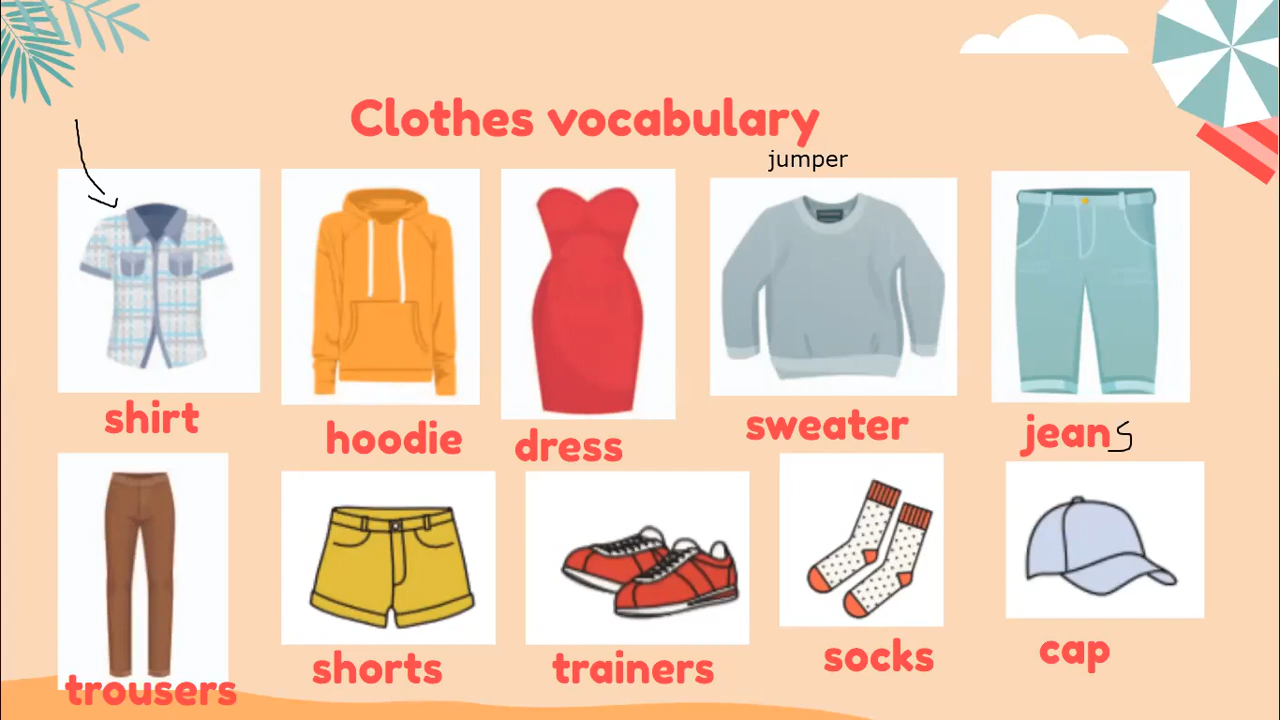 Clothes vocabulary
jumper
shirt
hoodie
dress
sweater
jeans
trousers
shorts
trainers
socks
cap